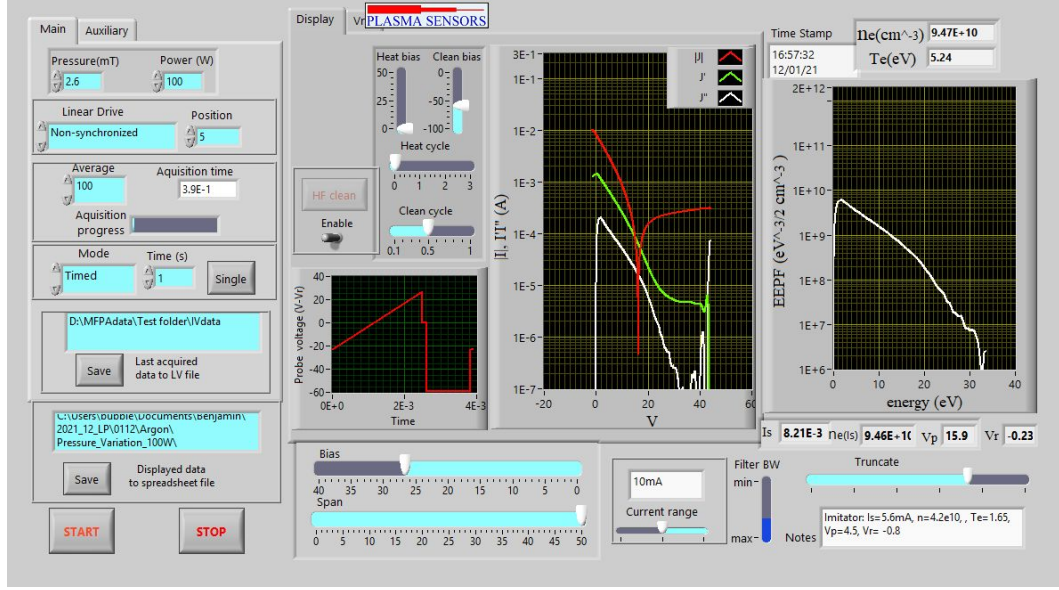 Main
Auxiliary
Pressure(mT)
Power (W)
2.6
100
Linear Drive
Position
Non-synchronized
5
Average
Aquisition time
100
3.9E-1
Aquisition
progress
Mode
Time (s)
Timed
1
Single
D:\MFPAdata\Test folder\IVdata
Save
Last acquired
data to LV file
C:\Users\bubble\Documents\Benjamin\
2021_12_LP\0112\Argon\
Pressure_Variation_100W\
Save
Displayed data
to spreadsheet file
START
STOP
Display
PLASMA SENSORS
Heat bias
Clean bias
50
25
0
0
-50
-100
Heat cycle
0 1 2 3
HF clean
Enable
Clean cycle
0.1 0.5 1
Probe voltage (V-Vr)
40
20
0
-20
-40
-60
0E+0 2E-3 4E-3
Time
|I|, I'I" (A)
3E-1
1E-1
1E-2
1E-3
1E-4
1E-5
1E-6
1E-7
-20 0 20 40 60
V
|J|
J'
J"
Time Stamp
16:57:32
12/01/21
ne(cm^-3) 9.47E+10
Te(eV) 5.24
EEPF (eV^-3/2 cm^-3)
2E+12
1E+11
1E+10
1E+9
1E+8
1E+7
1E+6
0 10 20 30 40
energy (eV)
Is 8.21E-3 ne(Is) 9.46E+1( Vp 15.9 Vr -0.23
Bias
40 35 30 25 20 15 10 5 0
Span
0 5 10 15 20 25 30 35 40 45 50
10mA
Current range
Filter BW
min
max
Truncate
Notes
Imitator: Is=5.6mA, n=4.2e10, , Te=1.65,
Vp=4.5, Vr= -0.8